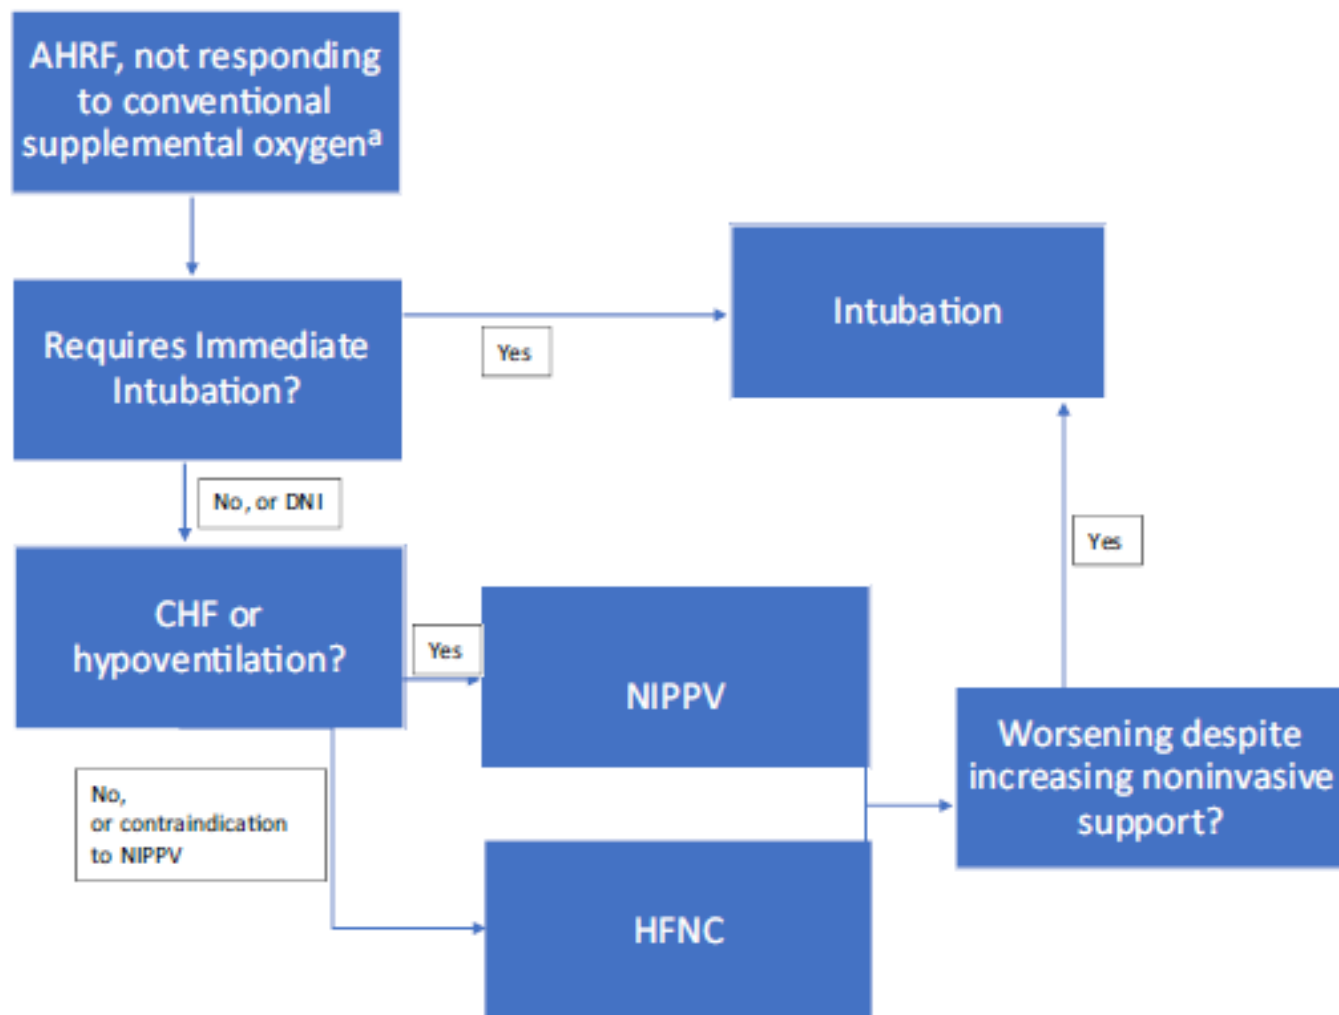 AHRF, not responding
to conventional
supplemental oxygenª
Requires Immediate
Intubation?
Yes
Intubation
No, or DNI
CHF or
hypoventilation?
Yes
NIPPV
No,
or contraindication
to NIPPV
HFNC
Worsening despite
increasing noninvasive
support?
Yes